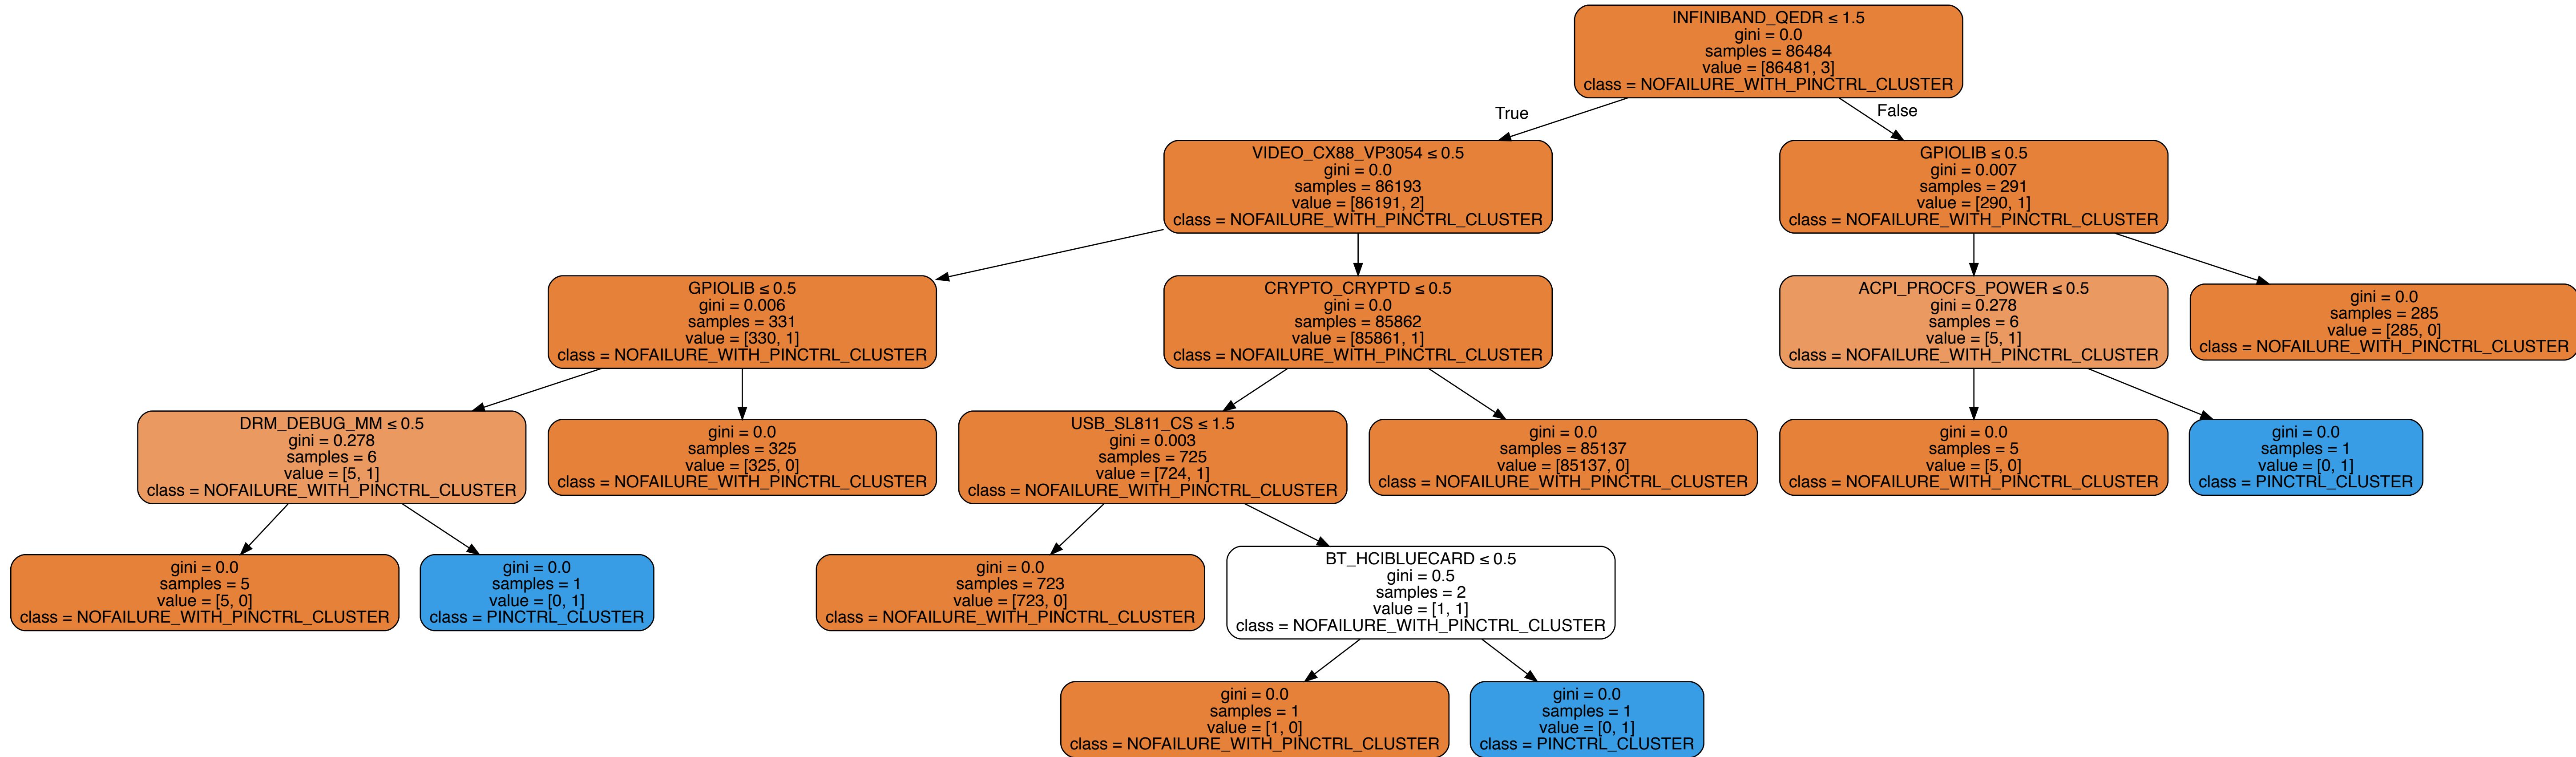 INFINIBAND_QEDR ≤ 1.5
gini = 0.0
samples = 86484
value = [86481, 3]
class = NOFAILURE_WITH_PINCTRL_CLUSTER
True
False
VIDEO_CX88_VP3054 ≤ 0.5
gini = 0.0
samples = 86193
value = [86191, 2]
class = NOFAILURE_WITH_PINCTRL_CLUSTER
GPIOLIB ≤ 0.5
gini = 0.007
samples = 291
value = [290, 1]
class = NOFAILURE_WITH_PINCTRL_CLUSTER
GPIOLIB ≤ 0.5
gini = 0.006
samples = 331
value = [330, 1]
class = NOFAILURE_WITH_PINCTRL_CLUSTER
CRYPTO_CRYPTD ≤ 0.5
gini = 0.0
samples = 85862
value = [85861, 1]
class = NOFAILURE_WITH_PINCTRL_CLUSTER
ACPI_PROCFS_POWER ≤ 0.5
gini = 0.278
samples = 6
value = [5, 1]
class = NOFAILURE_WITH_PINCTRL_CLUSTER
gini = 0.0
samples = 285
value = [285, 0]
class = NOFAILURE_WITH_PINCTRL_CLUSTER
DRM_DEBUG_MM ≤ 0.5
gini = 0.278
samples = 6
value = [5, 1]
class = NOFAILURE_WITH_PINCTRL_CLUSTER
gini = 0.0
samples = 325
value = [325, 0]
class = NOFAILURE_WITH_PINCTRL_CLUSTER
USB_SL811_CS ≤ 1.5
gini = 0.003
samples = 725
value = [724, 1]
class = NOFAILURE_WITH_PINCTRL_CLUSTER
gini = 0.0
samples = 85137
value = [85137, 0]
class = NOFAILURE_WITH_PINCTRL_CLUSTER
gini = 0.0
samples = 5
value = [5, 0]
class = NOFAILURE_WITH_PINCTRL_CLUSTER
gini = 0.0
samples = 1
value = [0, 1]
class = PINCTRL_CLUSTER
gini = 0.0
samples = 5
value = [5, 0]
class = NOFAILURE_WITH_PINCTRL_CLUSTER
gini = 0.0
samples = 1
value = [0, 1]
class = PINCTRL_CLUSTER
gini = 0.0
samples = 723
value = [723, 0]
class = NOFAILURE_WITH_PINCTRL_CLUSTER
BT_HCIBLUECARD ≤ 0.5
gini = 0.5
samples = 2
value = [1, 1]
class = NOFAILURE_WITH_PINCTRL_CLUSTER
gini = 0.0
samples = 1
value = [1, 0]
class = NOFAILURE_WITH_PINCTRL_CLUSTER
gini = 0.0
samples = 1
value = [0, 1]
class = PINCTRL_CLUSTER